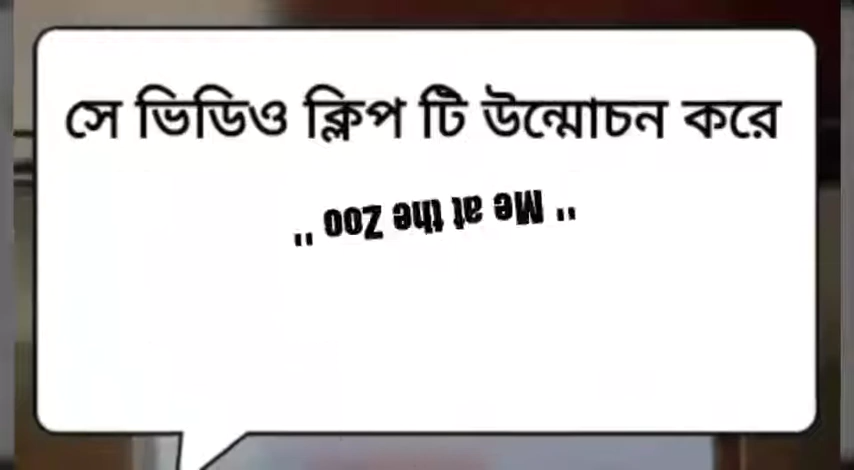 সে ভিডিও ক্লিপ টি উন্মোচন করে
" Me at the Zoo "